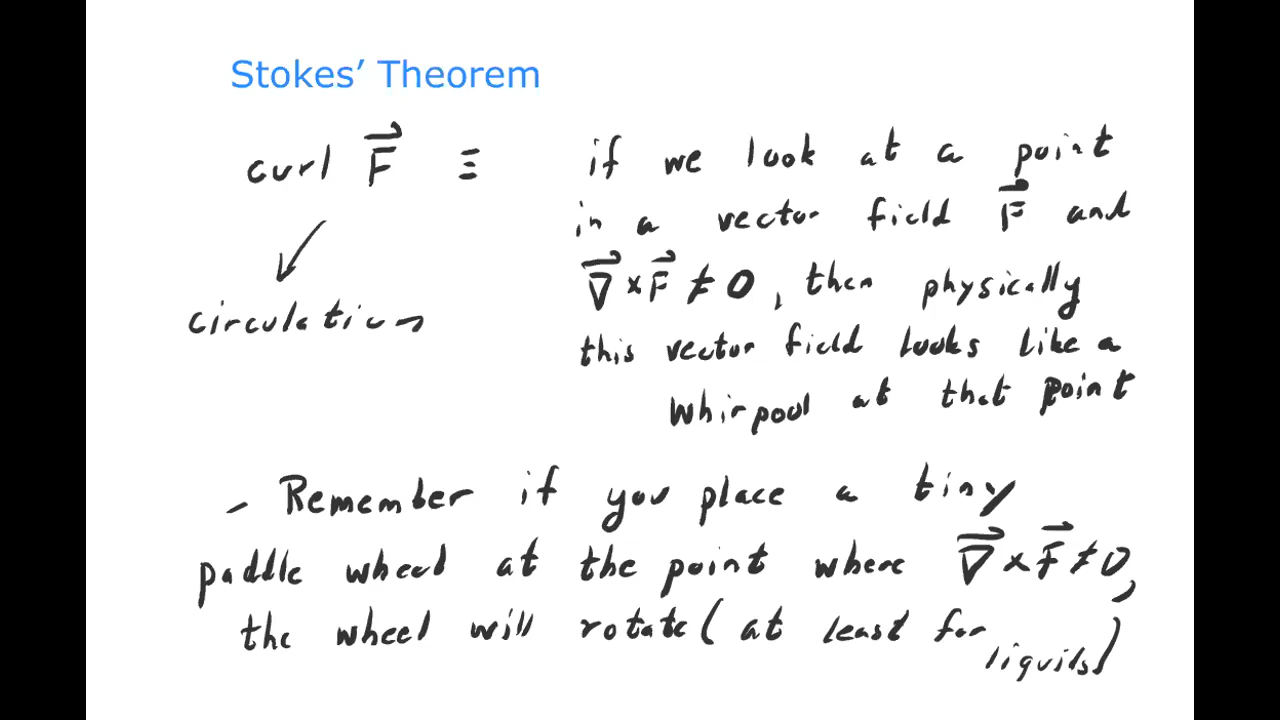 Stokes' Theorem
curl F⃗ ≡ if we look at a point
in a vector field F⃗ and
∇⃗ × F⃗ ≠ 0, then physically
this vector field looks like a
whirpool at that point
circulation
- Remember if you place a tiny
paddle wheel at the point where ∇⃗ × F⃗ ≠ 0,
the wheel will rotate (at least for
liquids)